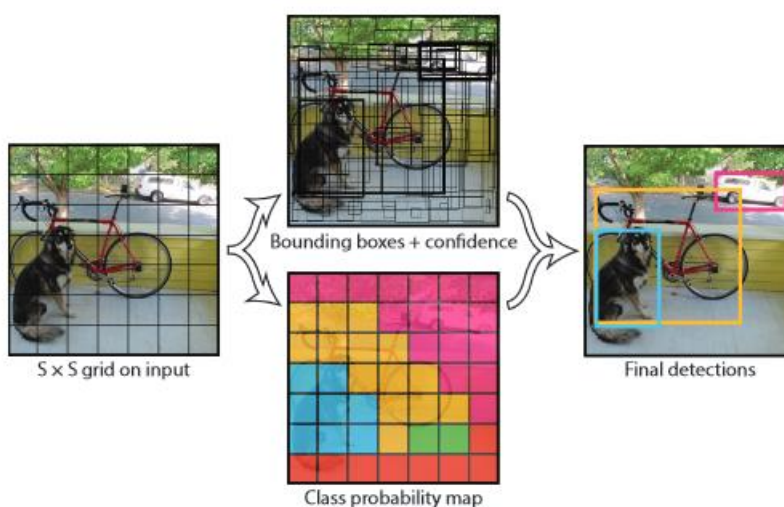 Bounding boxes + confidence
S × S grid on input
Final detections
Class probability map